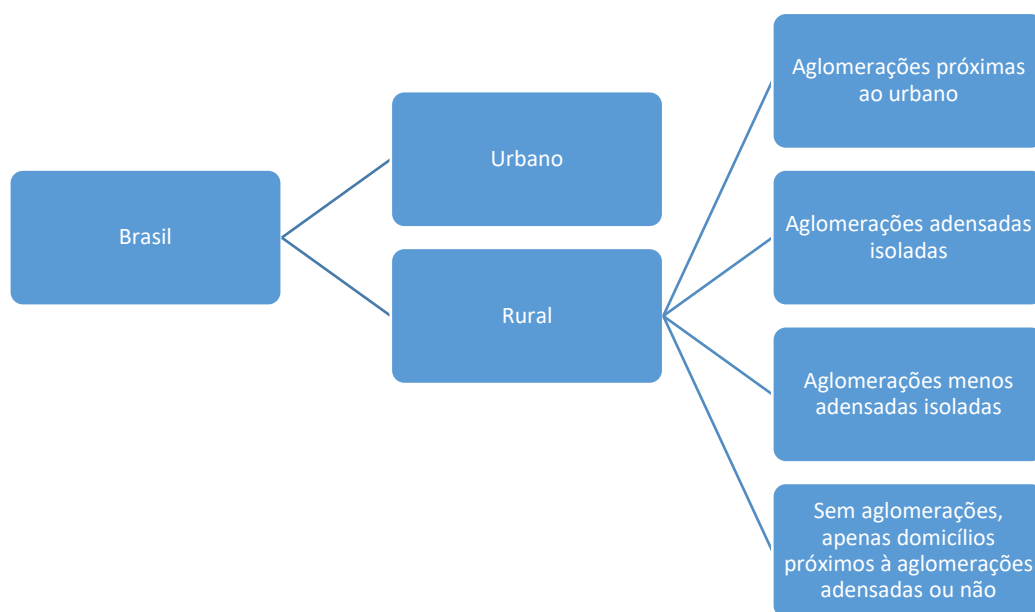 Brasil
Urbano
Rural
Aglomerações próximas
ao urbano
Aglomerações adensadas
isoladas
Aglomerações menos
adensadas isoladas
Sem aglomerações,
apenas domicílios
próximos à aglomerações
adensadas ou não